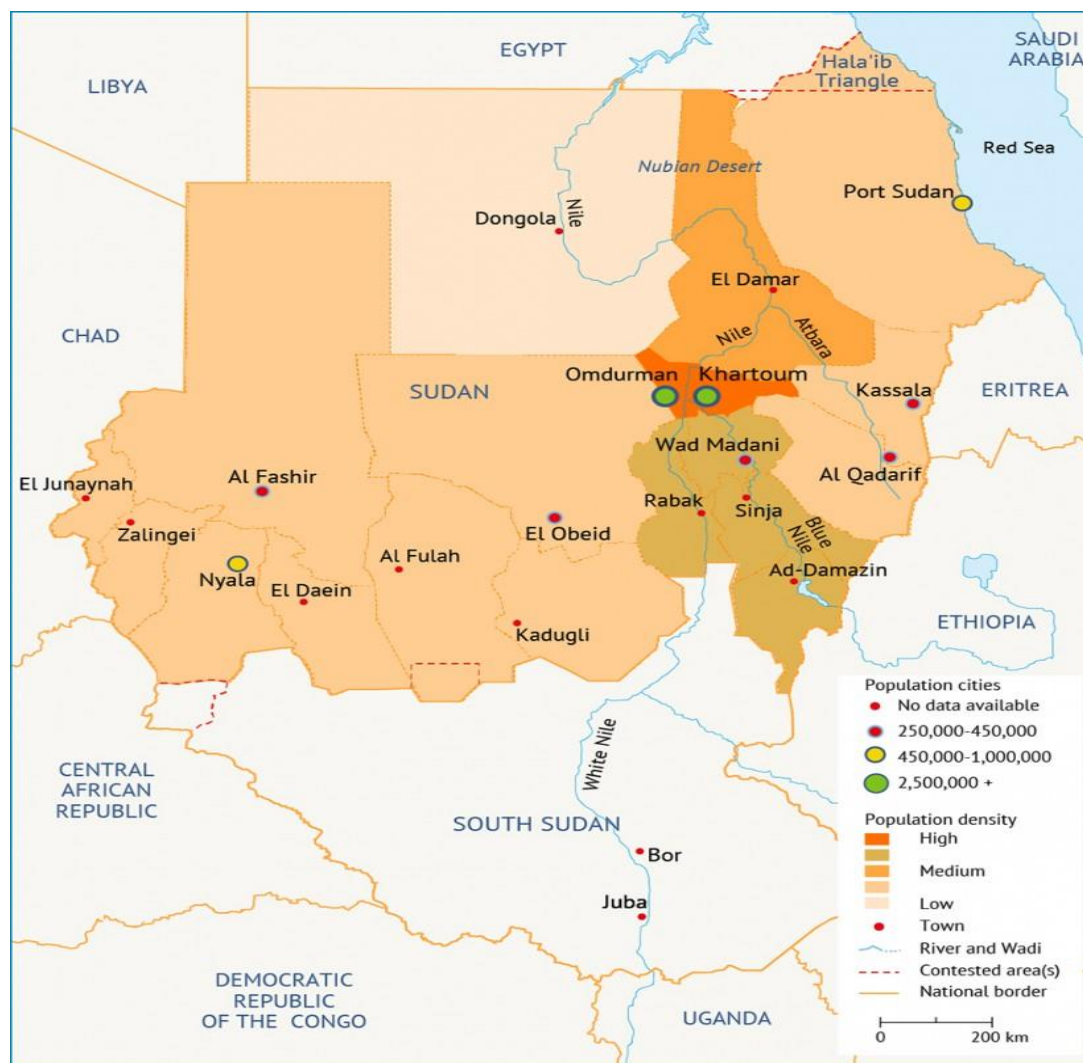 EGYPT
SAUDI
ARABIA
LIBYA
Hala'ib
Triangle
Red Sea
Nubian Desert
Port Sudan
Nile
Dongola
El Damar
CHAD
Nile
Atbara
Omdurman
Khartoum
SUDAN
Kassala
ERITREA
Wad Madani
Al Qadarif
El Junaynah
Al Fashir
Rabak
Sinja
Zalingei
El Obeid
Blue
Nile
Al Fulah
Ad-Damazin
Nyala
El Daein
ETHIOPIA
Kadugli
Population cities
No data available
250,000-450,000
450,000-1,000,000
2,500,000 +
White Nile
CENTRAL
AFRICAN
REPUBLIC
SOUTH SUDAN
Population density
High
Medium
Low
Bor
Juba
Town
River and Wadi
Contested area(s)
National border
DEMOCRATIC
REPUBLIC
OF THE CONGO
UGANDA
0 200 km